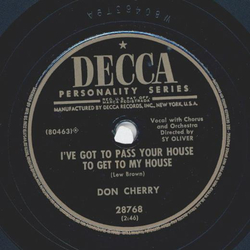 DECCA
PERSONALITY SERIES
MANUFACTURED BY DECCA RECORDS, INC., NEW YORK, U.S.A.
(80463)
Vocal with Chorus
and Orchestra
Directed by
SY OLIVER
I'VE GOT TO PASS YOUR HOUSE
TO GET TO MY HOUSE
(Lew Brown)
DON CHERRY
28768
(2:46)